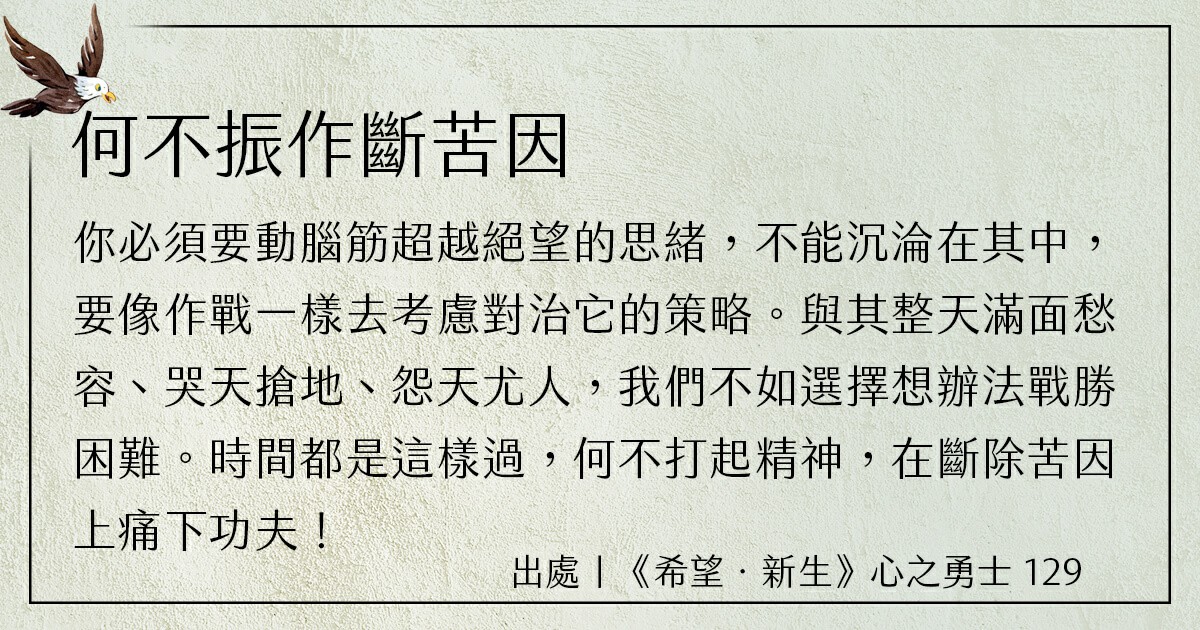 何不振作斷苦因
你必須要動腦筋超越絕望的思緒，不能沉淪在其中，
要像作戰一樣去考慮對治它的策略。與其整天滿面愁
容、哭天搶地、怨天尤人，我們不如選擇想辦法戰勝
困難。時間都是這樣過，何不打起精神，在斷除苦因
上痛下功夫！
出處丨《希望．新生》心之勇士 129